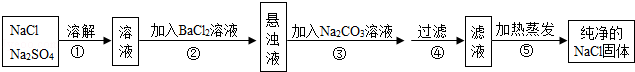 NaCl
Na2SO4
溶解
①
溶液
加入BaCl2溶液
②
悬浊液
加入Na2CO3溶液
③
过滤
④
滤液
加热蒸发
⑤
纯净的
NaCl固体